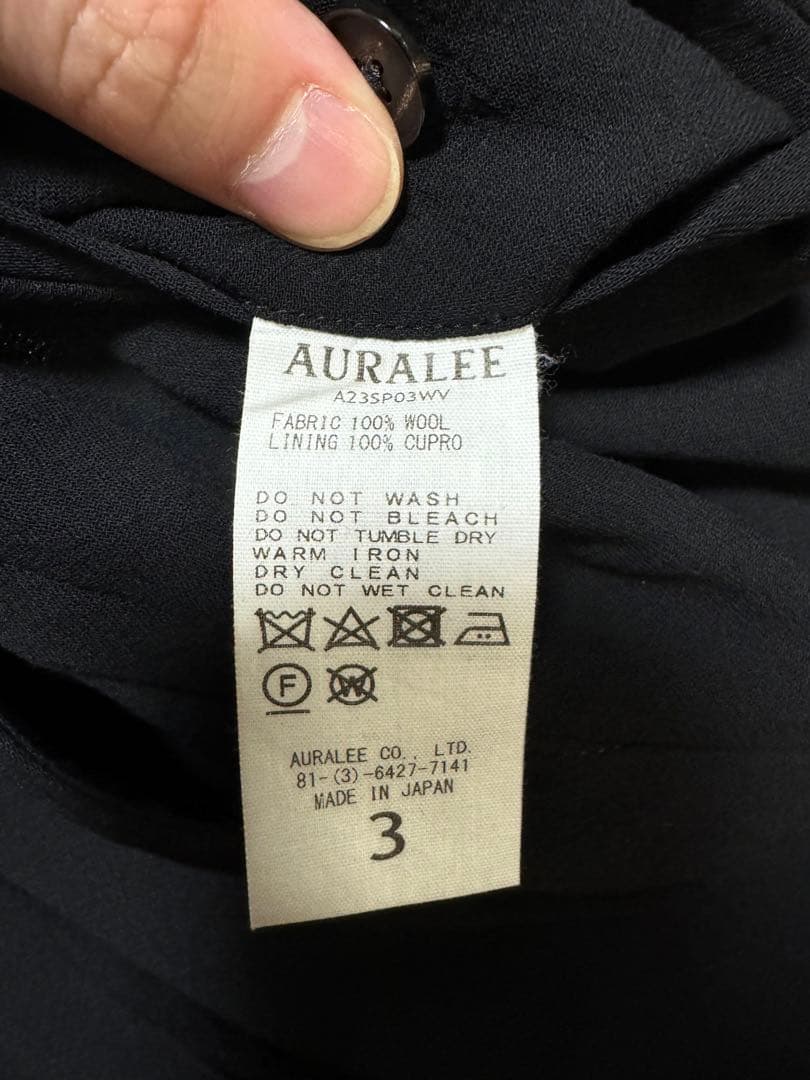 AURALEE
A23SP03WV
FABRIC 100% WOOL
LINING 100% CUPRO
DO NOT WASH
DO NOT BLEACH
DO NOT TUMBLE DRY
WARM IRON
DRY CLEAN
DO NOT WET CLEAN
F W
AURALEE CO., LTD.
81-(3)-6427-7141
MADE IN JAPAN
3